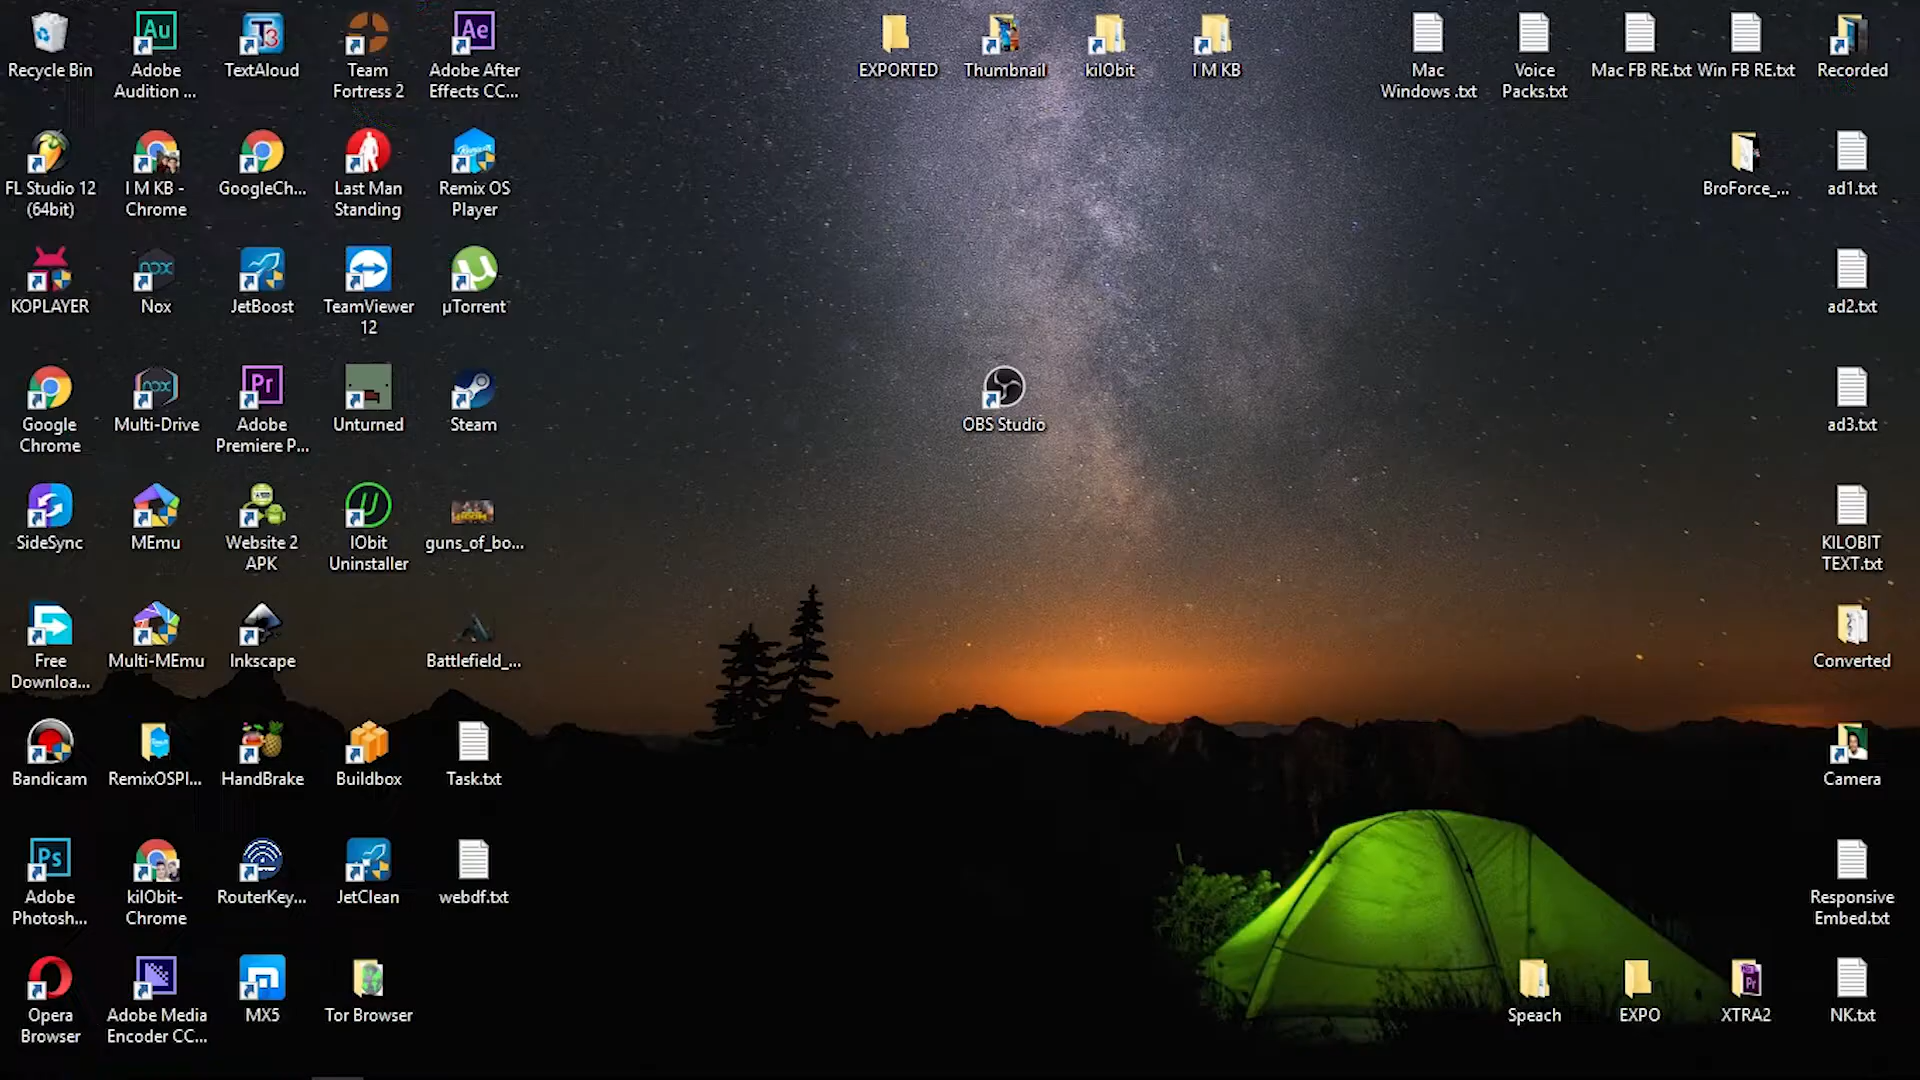 Recycle Bin
Adobe
Audition ...
TextAloud
Team
Fortress 2
Adobe After
Effects CC...
EXPORTED
Thumbnail
kilObit
I M KB
Mac
Windows .txt
Voice
Packs.txt
Mac FB RE.txt
Win FB RE.txt
Recorded
FL Studio 12
(64bit)
I M KB -
Chrome
GoogleCh...
Last Man
Standing
Remix OS
Player
BroForce_...
ad1.txt
KOPLAYER
Nox
JetBoost
TeamViewer
12
µTorrent
ad2.txt
Google
Chrome
Multi-Drive
Adobe
Premiere P...
Unturned
Steam
OBS Studio
ad3.txt
SideSync
MEmu
Website 2
APK
IObit
Uninstaller
guns_of_bo...
KILOBIT
TEXT.txt
Free
Downloa...
Multi-MEmu
Inkscape
Battlefield_...
Converted
Bandicam
RemixOSPl...
HandBrake
Buildbox
Task.txt
Camera
Adobe
Photosh...
kilObit-
Chrome
RouterKey...
JetClean
webdf.txt
Responsive
Embed.txt
Opera
Browser
Adobe Media
Encoder CC...
MX5
Tor Browser
Speach
EXPO
XTRA2
NK.txt